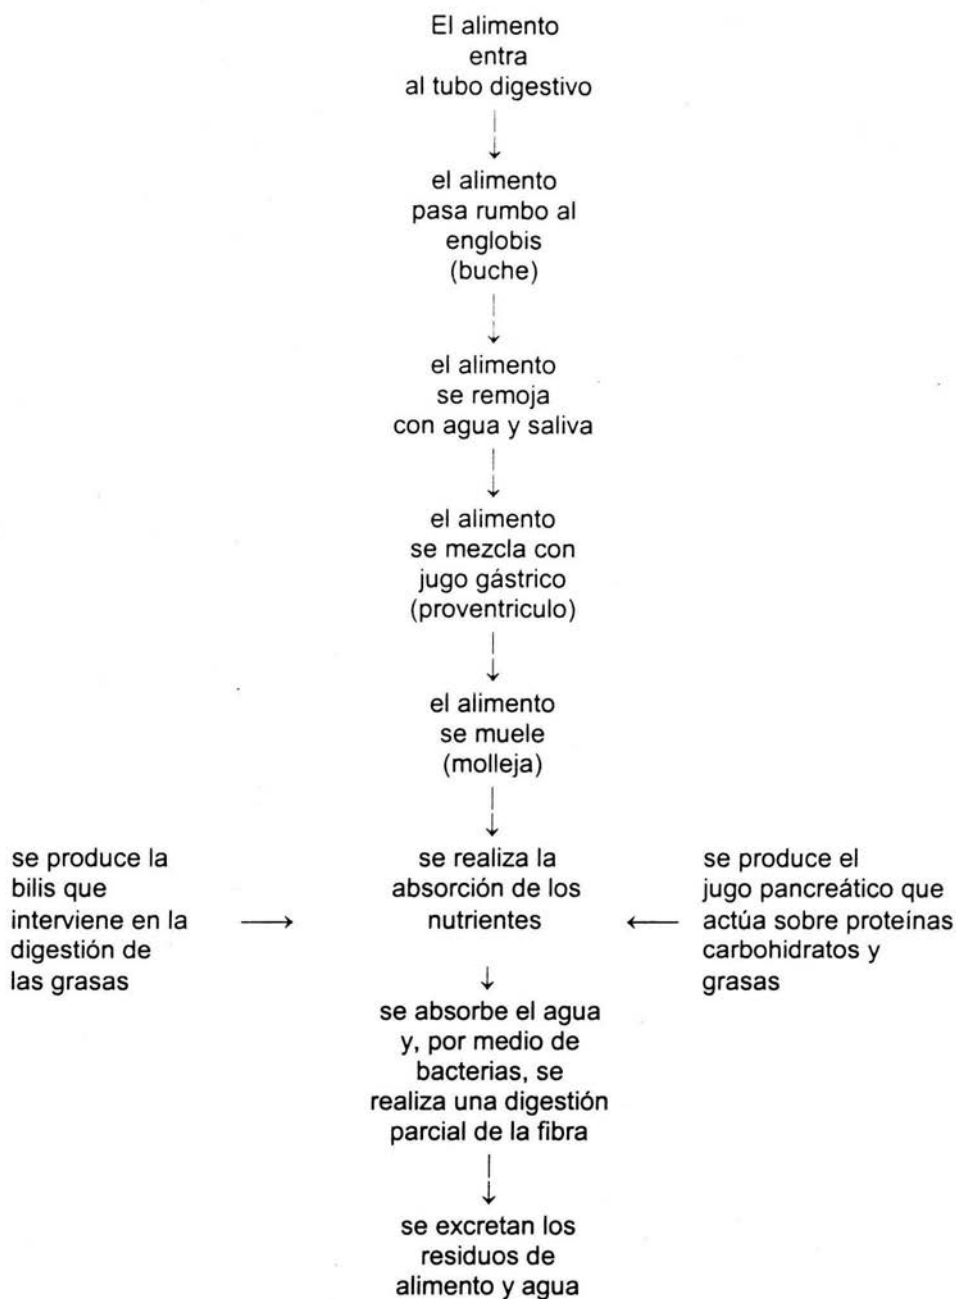 El alimento
entra
al tubo digestivo
el alimento
pasa rumbo al
englobis
(buche)
el alimento
se remoja
con agua y saliva
el alimento
se mezcla con
jugo gástrico
(proventriculo)
el alimento
se muele
(molleja)
se produce la
bilis que
interviene en la
digestión de
las grasas
se realiza la
absorción de los
nutrientes
se produce el
jugo pancreático que
actúa sobre proteínas
carbohidratos y
grasas
se absorbe el agua
y, por medio de
bacterias, se
realiza una digestión
parcial de la fibra
se excretan los
residuos de
alimento y agua